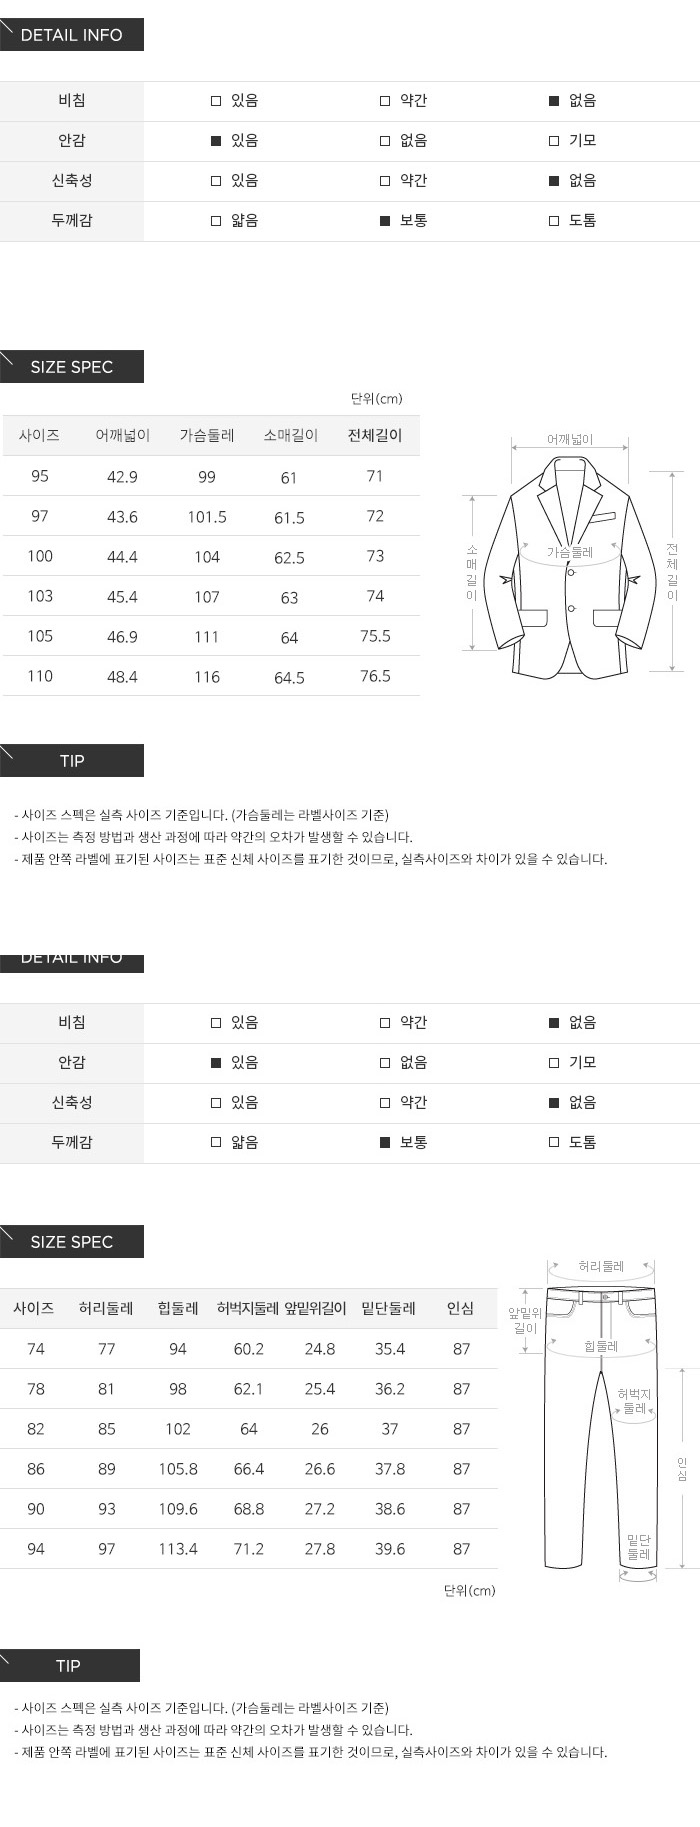 DETAIL INFO
비침 □ 있음 □ 약간 ■ 없음
안감 ■ 있음 □ 없음 □ 기모
신축성 □ 있음 □ 약간 ■ 없음
두께감 □ 얇음 ■ 보통 □ 도톰
SIZE SPEC
단위(cm)
사이즈 어깨넓이 가슴둘레 소매길이 전체길이
95 42.9 99 61 71
97 43.6 101.5 61.5 72
100 44.4 104 62.5 73
103 45.4 107 63 74
105 46.9 111 64 75.5
110 48.4 116 64.5 76.5
어깨넓이
가슴둘레
소매길이
전체길이
TIP
- 사이즈 스펙은 실측 사이즈 기준입니다. (가슴둘레는 라벨사이즈 기준)
- 사이즈는 측정 방법과 생산 과정에 따라 약간의 오차가 발생할 수 있습니다.
- 제품 안쪽 라벨에 표기된 사이즈는 표준 신체 사이즈를 표기한 것이므로, 실측사이즈와 차이가 있을 수 있습니다.
DETAIL INFO
비침 □ 있음 □ 약간 ■ 없음
안감 ■ 있음 □ 없음 □ 기모
신축성 □ 있음 □ 약간 ■ 없음
두께감 □ 얇음 ■ 보통 □ 도톰
SIZE SPEC
사이즈 허리둘레 힙둘레 허벅지둘레 앞밑위길이 밑단둘레 인심
74 77 94 60.2 24.8 35.4 87
78 81 98 62.1 25.4 36.2 87
82 85 102 64 26 37 87
86 89 105.8 66.4 26.6 37.8 87
90 93 109.6 68.8 27.2 38.6 87
94 97 113.4 71.2 27.8 39.6 87
단위(cm)
허리둘레
앞밑위
길이
힙둘레
허벅지
둘레
인심
밑단
둘레
TIP
- 사이즈 스펙은 실측 사이즈 기준입니다. (가슴둘레는 라벨사이즈 기준)
- 사이즈는 측정 방법과 생산 과정에 따라 약간의 오차가 발생할 수 있습니다.
- 제품 안쪽 라벨에 표기된 사이즈는 표준 신체 사이즈를 표기한 것이므로, 실측사이즈와 차이가 있을 수 있습니다.